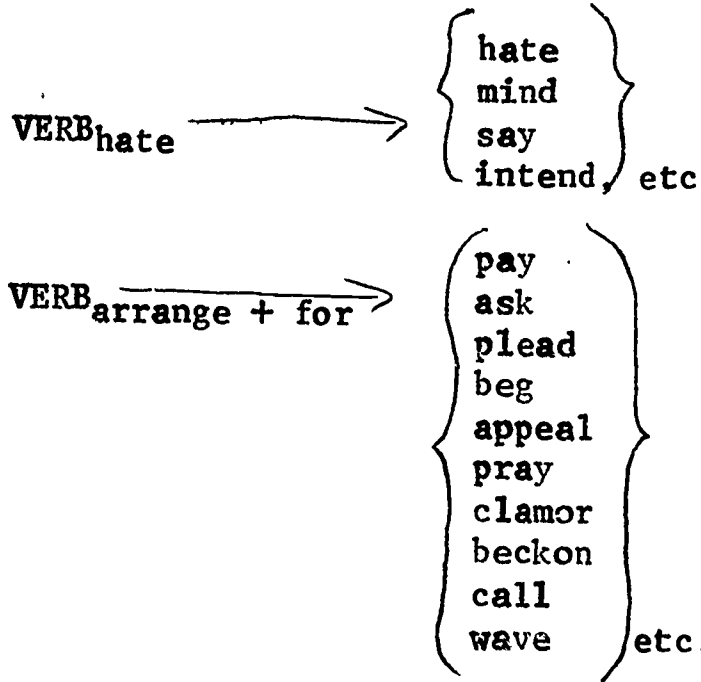 hate
mind
VERBhate
say
intend, etc
pay
VERBarrange + for
ask
plead
beg
appeal
pray
clamor
beckon
call
wave etc.